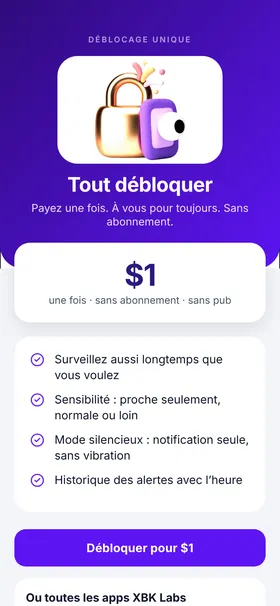 DÉBLOCAGE UNIQUE
Tout débloquer
Payez une fois. À vous pour toujours. Sans
abonnement.
$1
une fois · sans abonnement · sans pub
Surveillez aussi longtemps que
vous voulez
Sensibilité : proche seulement,
normale ou loin
Mode silencieux : notification seule,
sans vibration
Historique des alertes avec l’heure
Débloquer pour $1
Ou toutes les apps XBK Labs